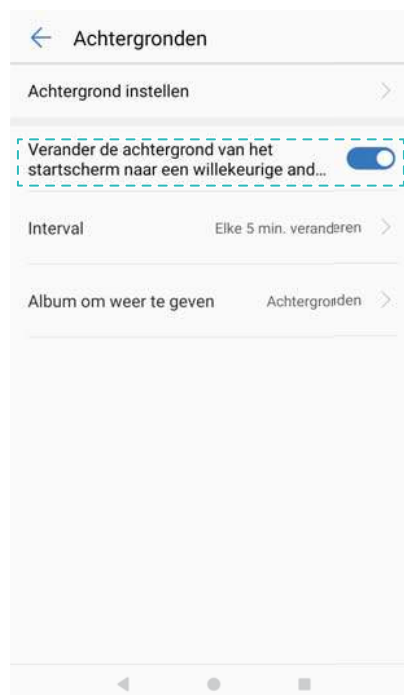 Achtergronden
Achtergrond instellen
Verander de achtergrond van het
startscherm naar een willekeurige and...
Interval Elke 5 min. veranderen
Album om weer te geven Achtergronden